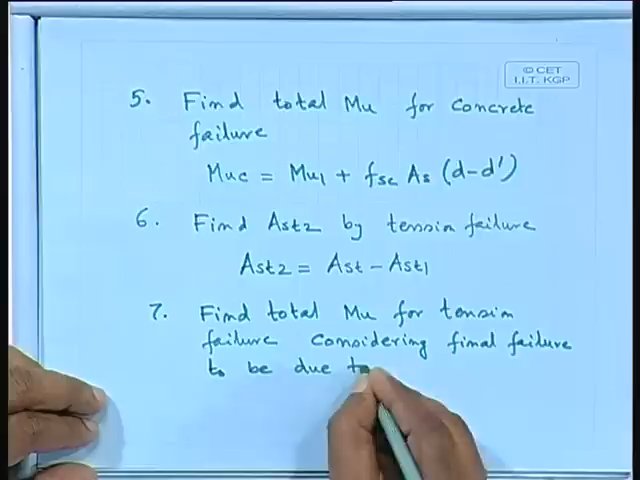 © CET
I.I.T. KGP
5. Find total Mu for Concrete
failure
Muc = Mu1 + fsc As (d-d')
6. Find Ast2 by tension failure
Ast2 = Ast - Ast1
7. Find total Mu for tension
failure Considering final failure
to be due to